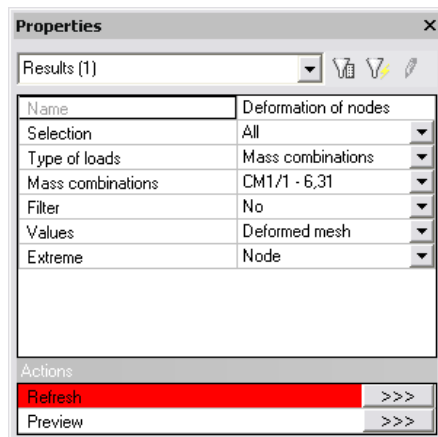 Properties
Results (1)
Name Deformation of nodes
Selection All
Type of loads Mass combinations
Mass combinations CM1/1 - 6,31
Filter No
Values Deformed mesh
Extreme Node
Actions
Refresh >>>
Preview >>>